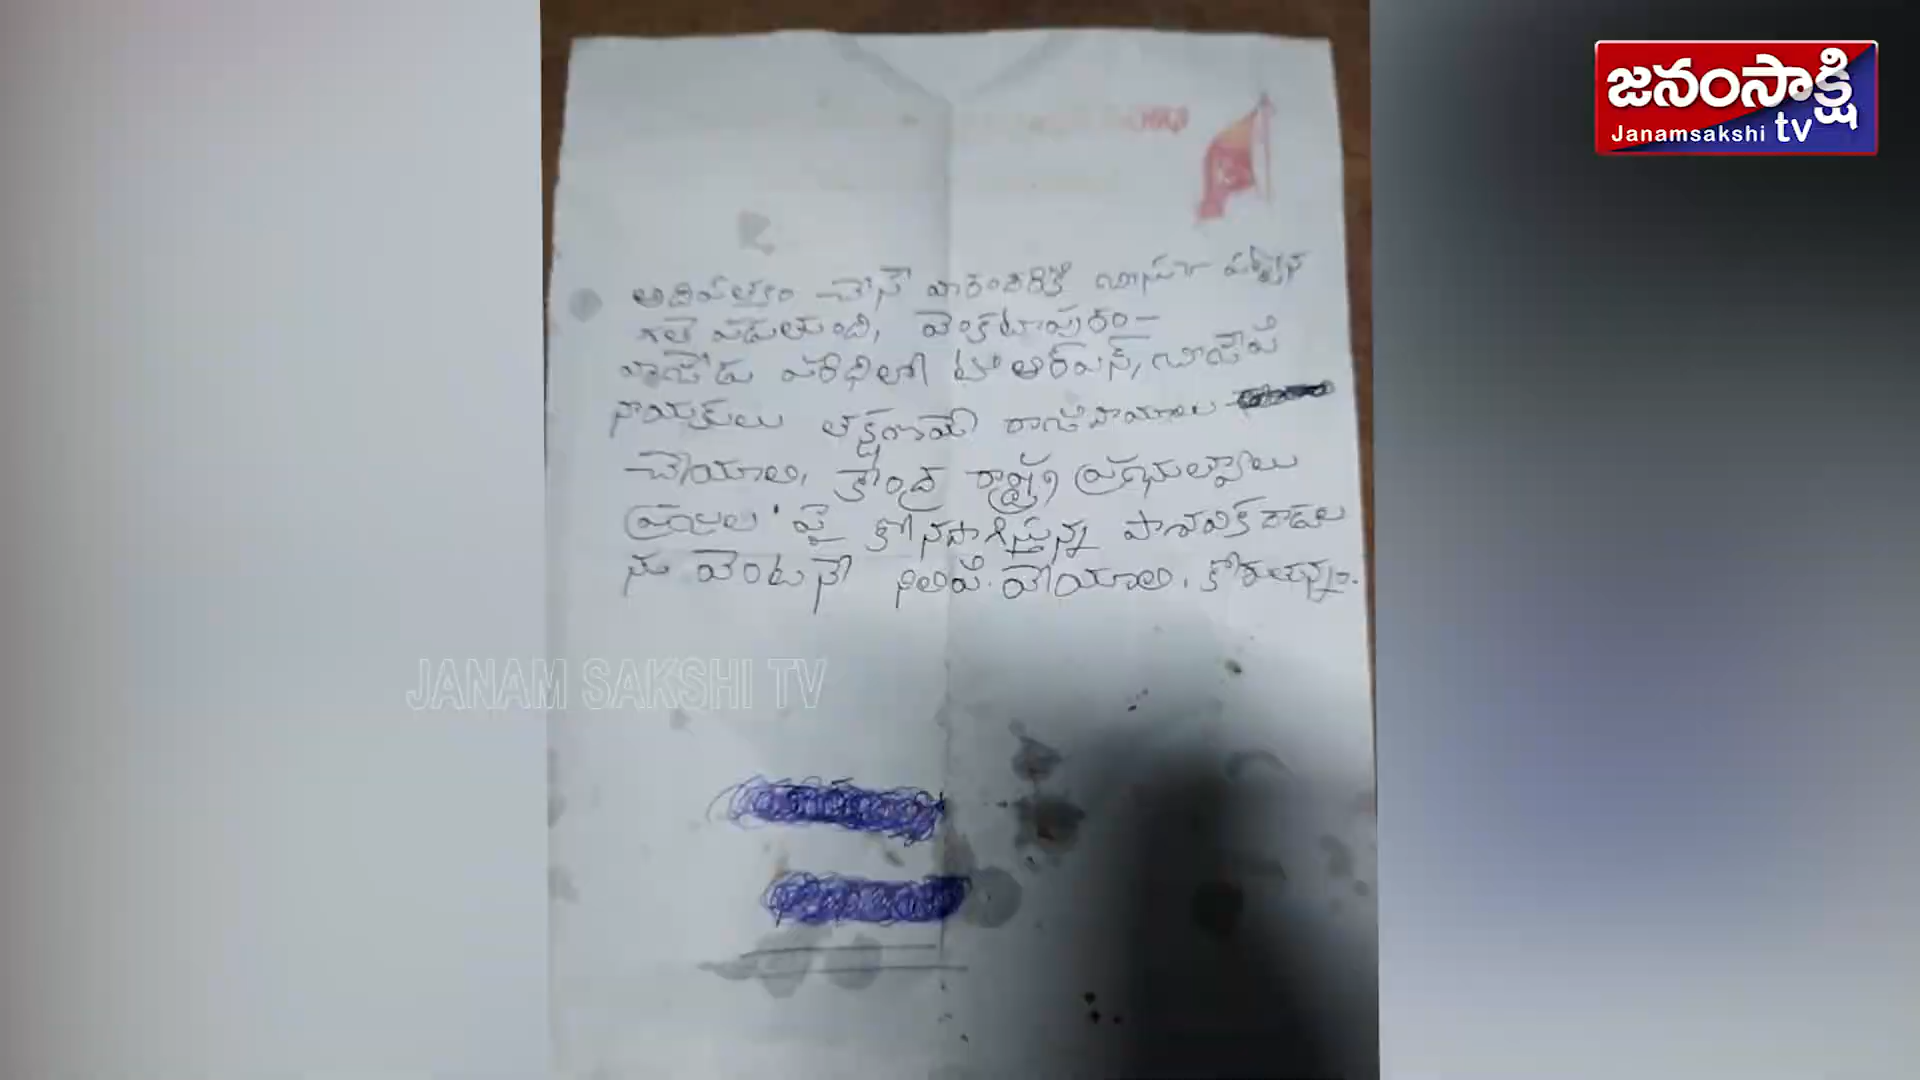 జనంసాక్షి
Janamsakshi tv
చేసే వారందరికి భీమా
గతే పడుతుంది, వెంకటాపురం-
వాజేడు పరిధిలో టీఆర్ఎస్, బీజేపి
నాయకులు తక్షణమే రాజీనామాలు
చేయాలి, కేంద్ర రాష్ట్ర ప్రభుత్వాలు
ప్రజల పై కొనసాగిస్తున్న పాశవిక దాడుల
ను వెంటనే నిలిపి వేయాలి. కోరుతున్నం.
JANAM SAKSHI TV